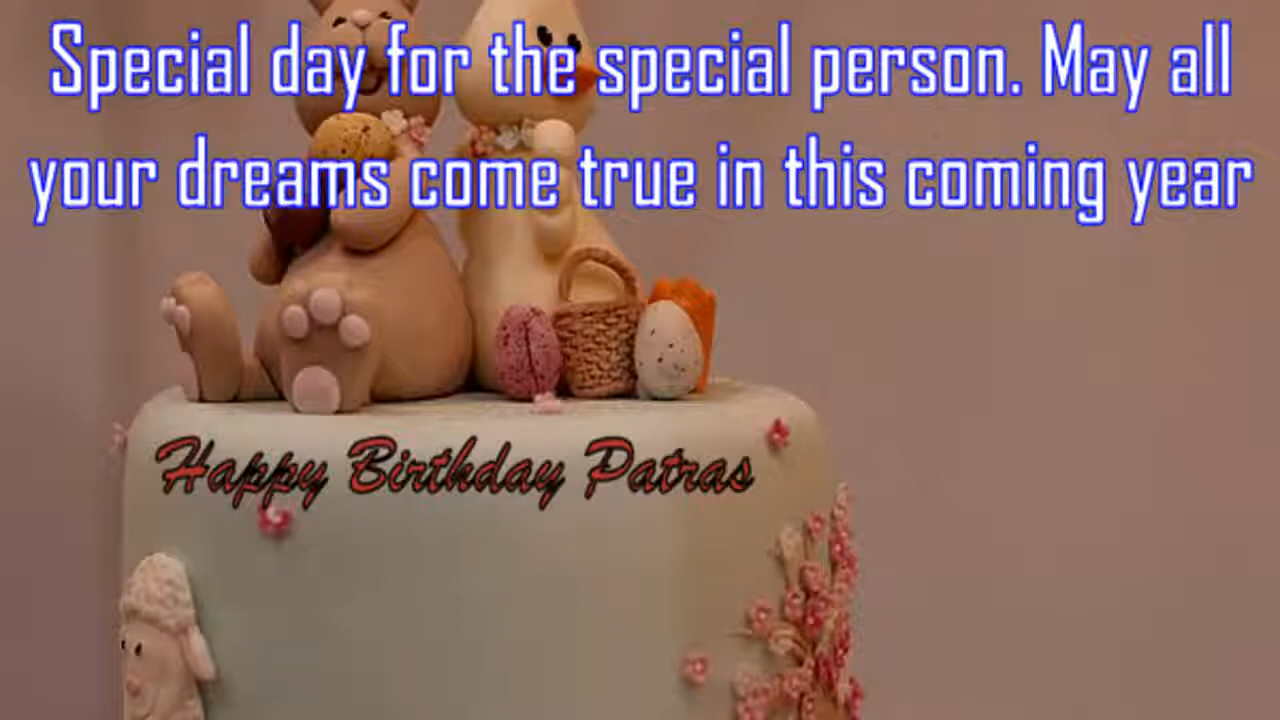 Special day for the special person. May all
your dreams come true in this coming year
Happy Birthday Patras